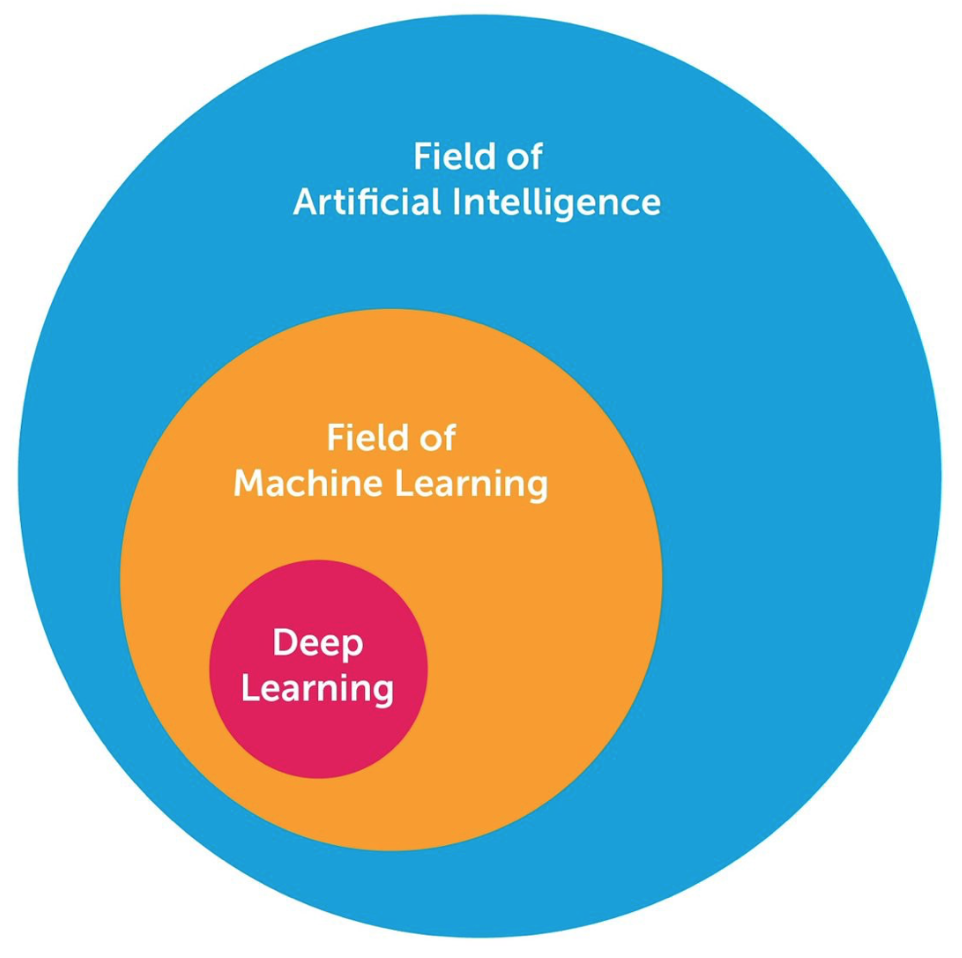 Field of
Artificial Intelligence
Field of
Machine Learning
Deep
Learning